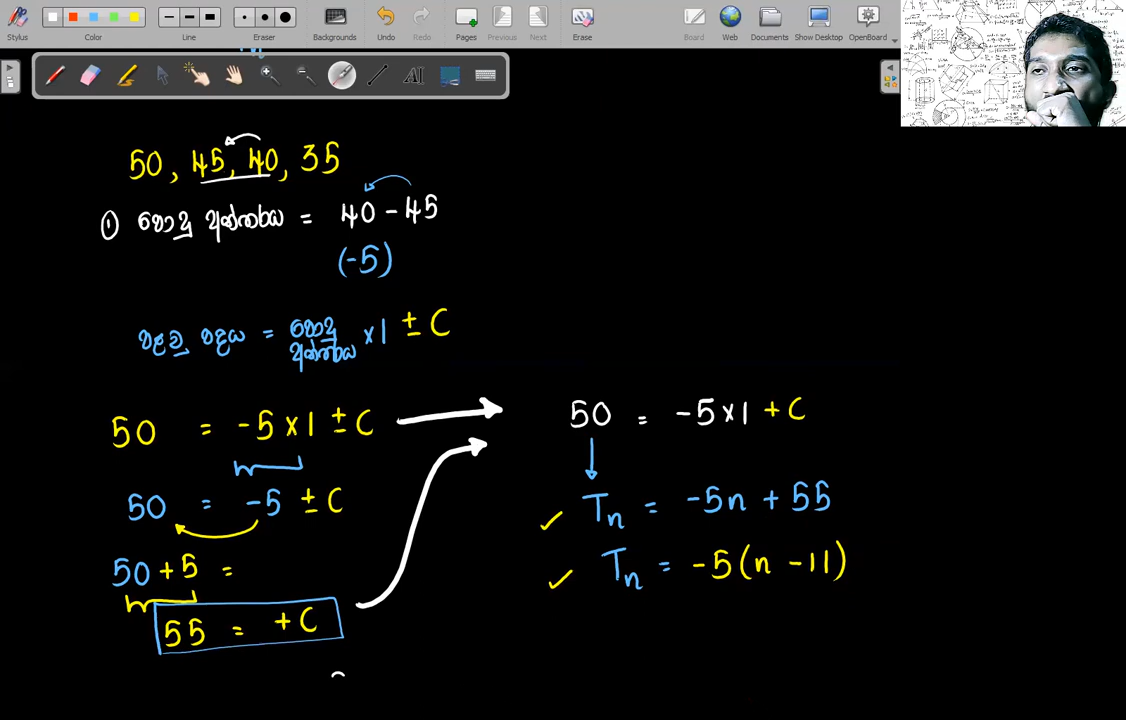 Color
Line
Eraser
Backgrounds
Undo
Pages
Previous
Next
Erase
Board
Web
Documents
Show Desktop
OpenBoard
Stylus
50, 45, 40, 35
① පොදු අන්තරය = 40 - 45
(-5)
පළමු පදය = පොදු අන්තරය ×1 ± C
50 = -5×1 ± C
50 = -5 ± C
50 + 5 =
55 = +C
50 = -5×1 + C
Tn = -5n + 55
Tn = -5(n - 11)